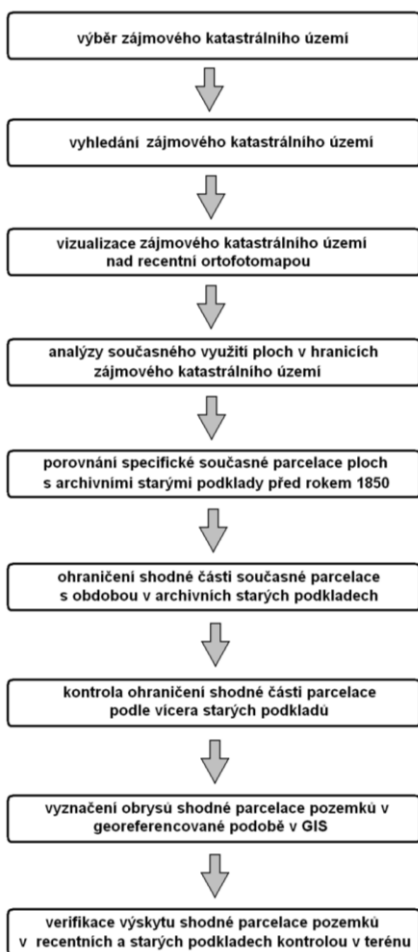 výběr zájmového katastrálního území
vyhledání zájmového katastrálního území
vizualizace zájmového katastrálního území
nad recentní ortofotomapou
analýzy současného využití ploch v hranicích
zájmového katastrálního území
porovnání specifické současné parcelace ploch
s archivními starými podklady před rokem 1850
ohraničení shodné části současné parcelace
s obdobou v archivních starých podkladech
kontrola ohraničení shodné části parcelace
podle vícera starých podkladů
vyznačení obrysů shodné parcelace pozemků v
georeferencované podobě v GIS
verifikace výskytu shodné parcelace pozemků
v recentních a starých podkladech kontrolou v terénu